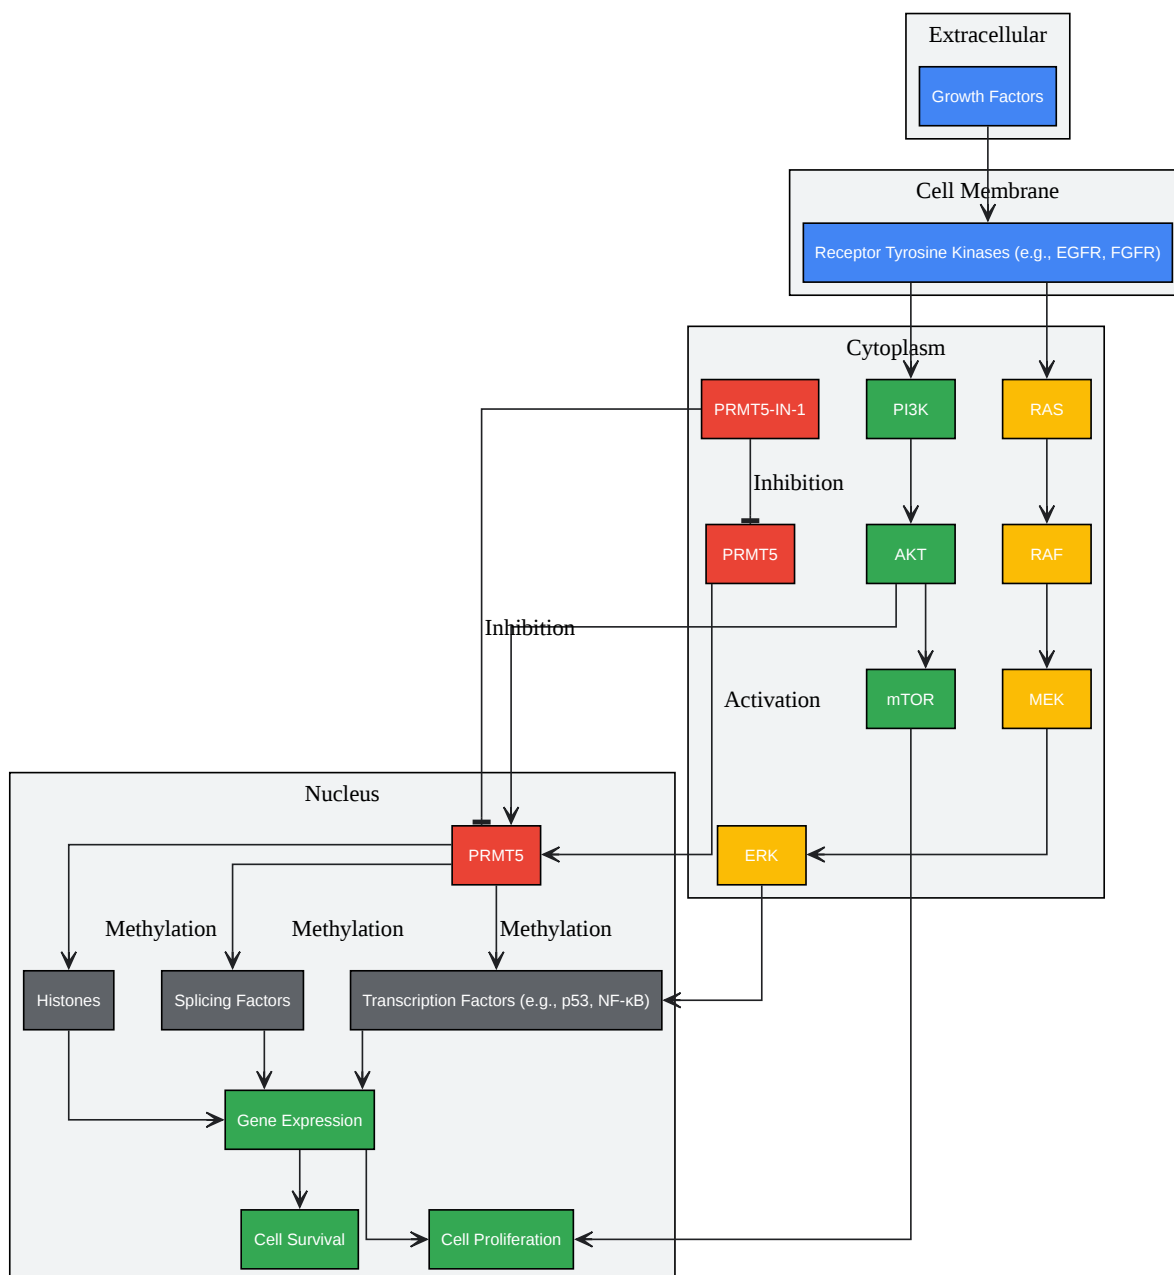 Extracellular
Growth Factors
Cell Membrane
Receptor Tyrosine Kinases (e.g., EGFR, FGFR)
Cytoplasm
PRMT5-IN-1
PI3K
RAS
Inhibition
PRMT5
AKT
RAF
Inhibition
Activation
mTOR
MEK
Nucleus
PRMT5
ERK
Methylation
Methylation
Methylation
Histones
Splicing Factors
Transcription Factors (e.g., p53, NF-κB)
Gene Expression
Cell Survival
Cell Proliferation